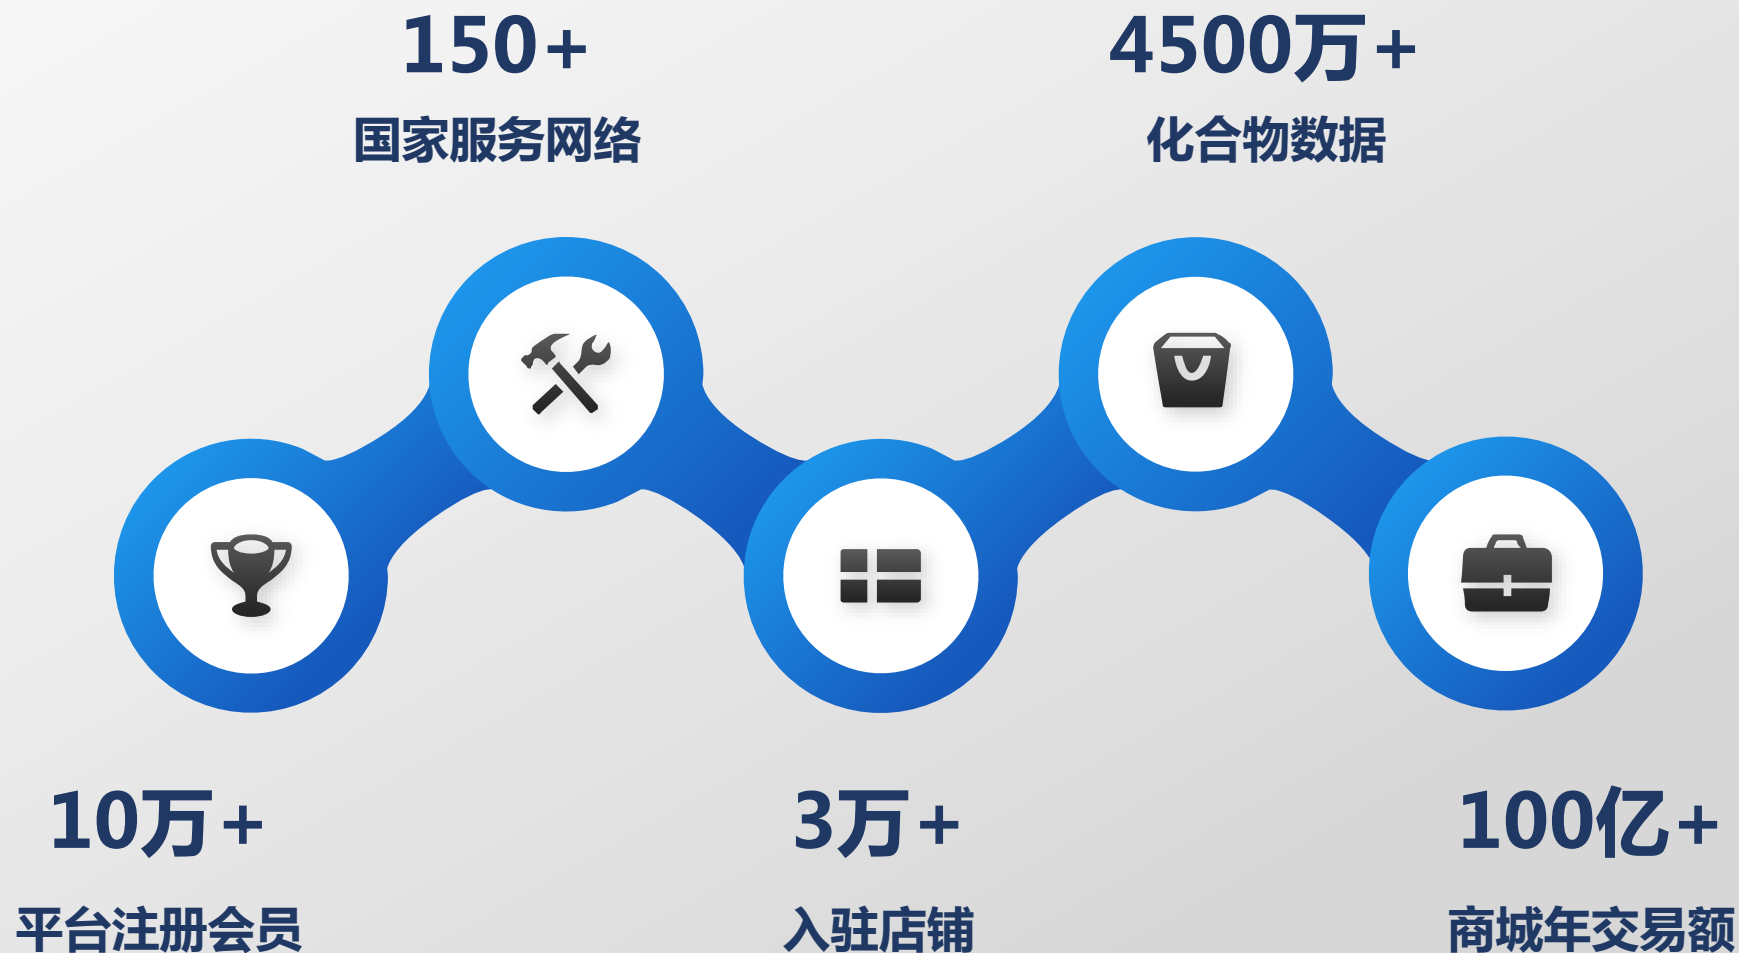 150+
国家服务网络
4500万+
化合物数据
10万+
平台注册会员
3万+
入驻店铺
100亿+
商城年交易额